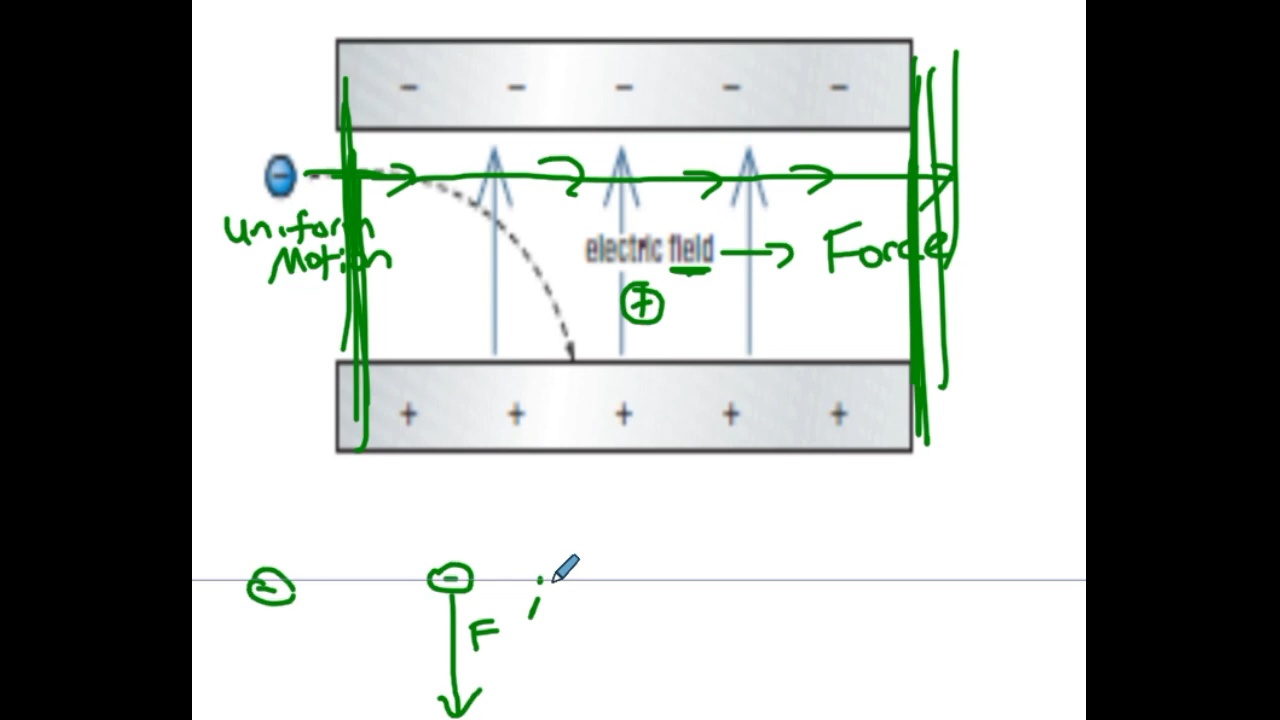 - - - - -
-
uniform
Motion
electric field → Force
+
+ + + + +
- -
F